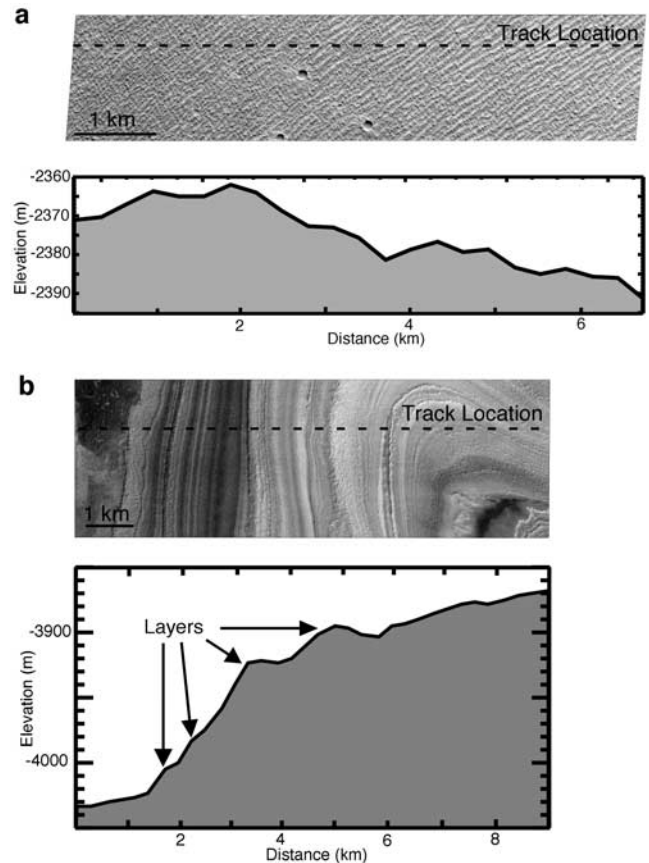 a
Track Location
1 km
-2360
-2370
-2380
-2390
Elevation (m)
2 4 6
Distance (km)
b
Track Location
1 km
Layers
-3900
-4000
Elevation (m)
2 4 6 8
Distance (km)